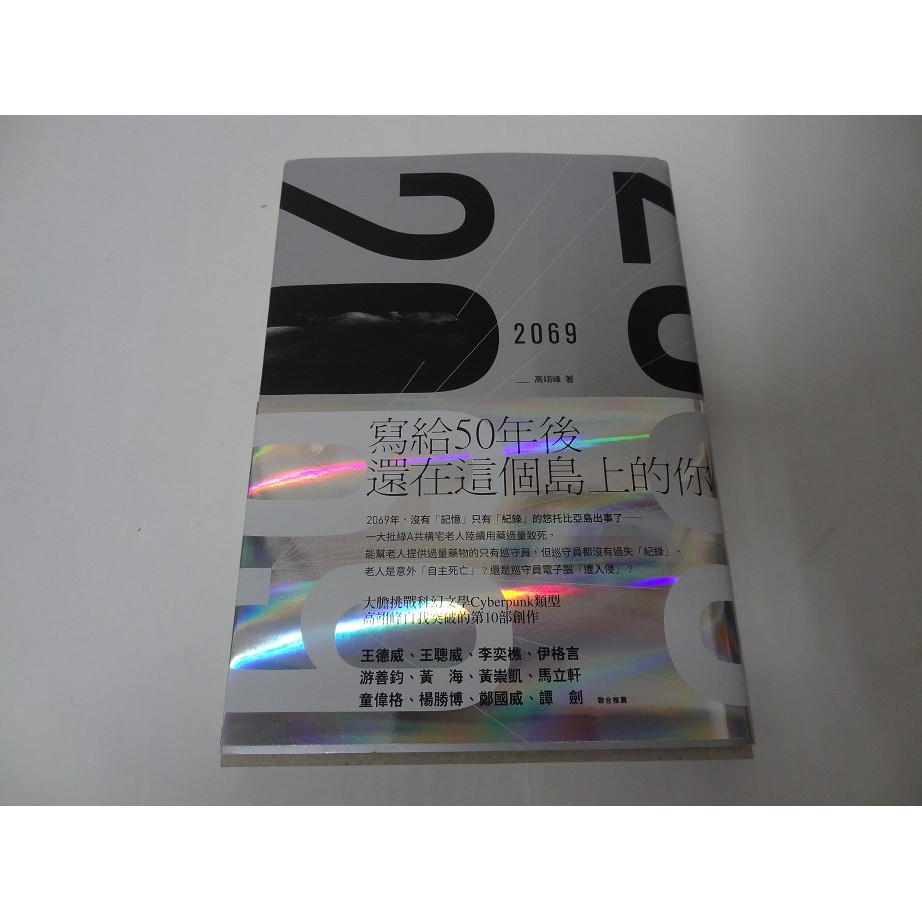 20
2069
高翊峰 著
寫給50年後
還在這個島上的你
2069年,沒有「記憶」只有「紀錄」的悠托比亞島出事了——
一大批綠A共構宅老人陸續用藥過量致死,
能幫老人提供過量藥物的只有巡守員,但巡守員都沒有過失「紀錄」,
老人是意外「自主死亡」?還是巡守員電子腦「遭入侵」?
大膽挑戰科幻文學Cyberpunk類型
高翊峰自我突破的第10部創作
王德威、王聰威、李奕樵、伊格言
游善鈞、黃 海、黃崇凱、馬立軒
童偉格、楊勝博、鄭國威、譚 劍 聯合推薦